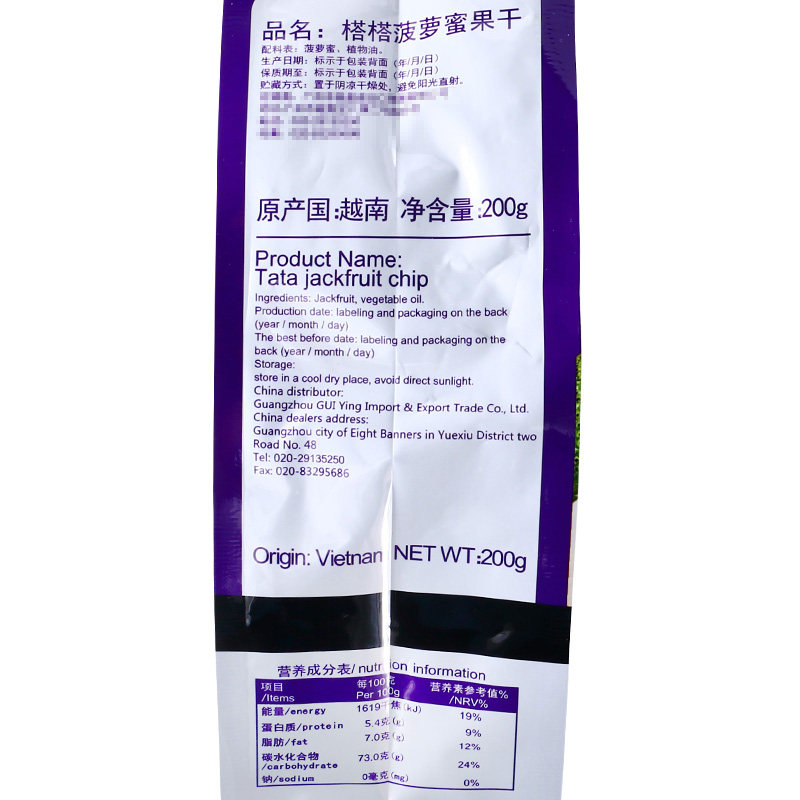 品名：榙榙菠萝蜜果干
配料表：菠萝蜜、植物油。
生产日期：标示于包装背面（年/月/日）
保质期至：标示于包装背面（年/月/日）
贮藏方式：置于阴凉干燥处，避免阳光直射。
原产国:越南 净含量:200g
Product Name:
Tata jackfruit chip
Ingredients: Jackfruit, vegetable oil.
Production date: labeling and packaging on the back
(year / month / day)
The best before date: labeling and packaging on the
back (year / month / day)
Storage:
store in a cool dry place, avoid direct sunlight.
China distributor:
Guangzhou GUI Ying Import & Export Trade Co., Ltd.
China dealers address:
Guangzhou city of Eight Banners in Yuexiu District two
Road No. 48
Tel: 020-29135250
Fax: 020-83295686
Origin: Vietnam NET WT:200g
营养成分表/ nutrition information
项目 每100克 营养素参考值%
/Items Per 100g /NRV%
能量/energy 1619千焦(kJ) 19%
蛋白质/protein 5.4克(g) 9%
脂肪/fat 7.0克(g) 12%
碳水化合物
/carbohydrate 73.0克(g) 24%
钠/sodium 0毫克(mg) 0%